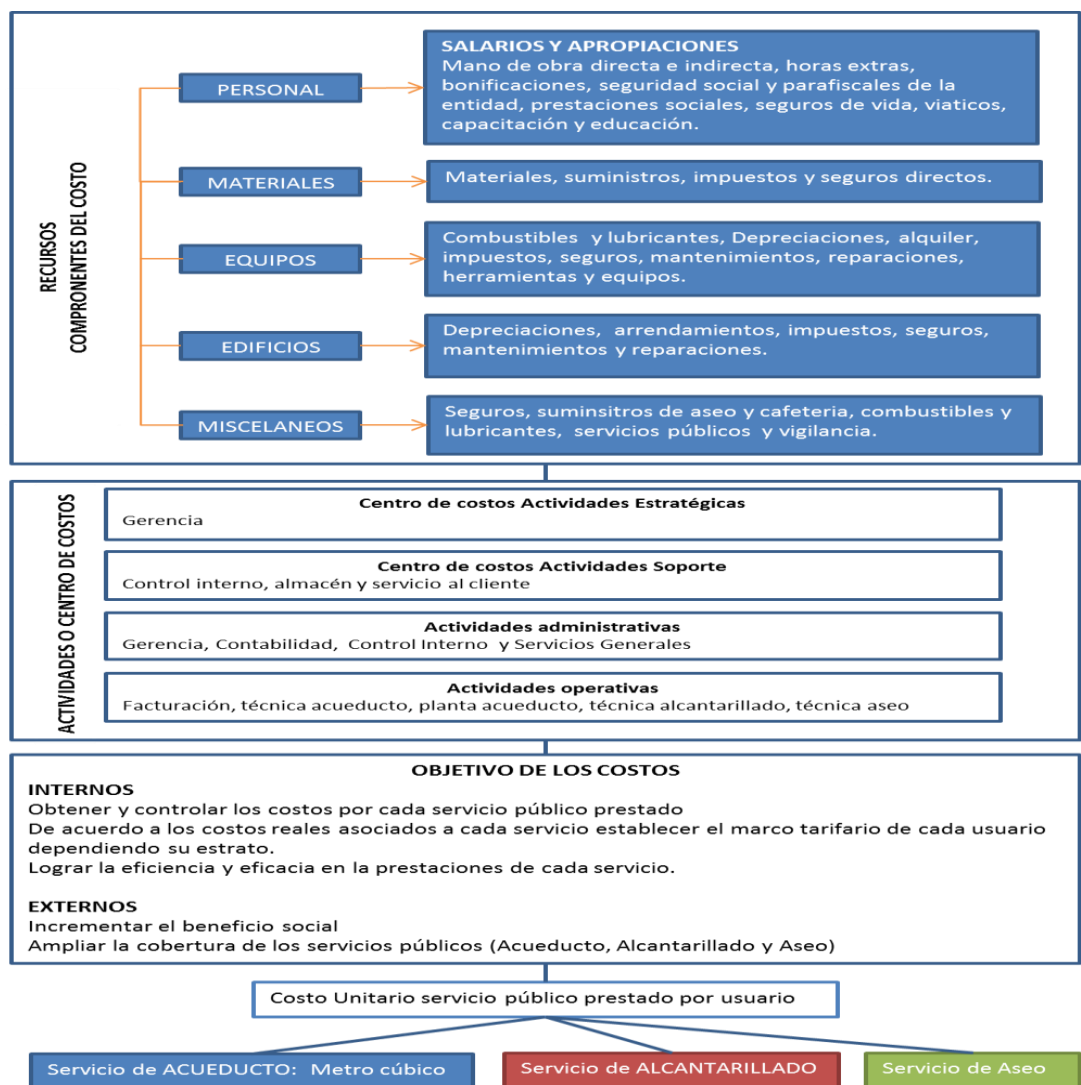 RECURSOS
COMPONENTES DEL COSTO
PERSONAL
SALARIOS Y APROPIACIONES
Mano de obra directa e indirecta, horas extras,
bonificaciones, seguridad social y parafiscales de la
entidad, prestaciones sociales, seguros de vida, viaticos,
capacitación y educación.
MATERIALES
Materiales, suministros, impuestos y seguros directos.
EQUIPOS
Combustibles y lubricantes, Depreciaciones, alquiler,
impuestos, seguros, mantenimientos, reparaciones,
herramientas y equipos.
EDIFICIOS
Depreciaciones, arrendamientos, impuestos, seguros,
mantenimientos y reparaciones.
MISCELANEOS
Seguros, suminsitros de aseo y cafeteria, combustibles y
lubricantes, servicios públicos y vigilancia.
ACTIVIDADES O CENTRO DE COSTOS
Centro de costos Actividades Estratégicas
Gerencia
Centro de costos Actividades Soporte
Control interno, almacén y servicio al cliente
Actividades administrativas
Gerencia, Contabilidad, Control Interno y Servicios Generales
Actividades operativas
Facturación, técnica acueducto, planta acueducto, técnica alcantarillado, técnica aseo
OBJETIVO DE LOS COSTOS
INTERNOS
Obtener y controlar los costos por cada servicio público prestado
De acuerdo a los costos reales asociados a cada servicio establecer el marco tarifario de cada usuario
dependiendo su estrato.
Lograr la eficiencia y eficacia en la prestaciones de cada servicio.
EXTERNOS
Incrementar el beneficio social
Ampliar la cobertura de los servicios públicos (Acueducto, Alcantarillado y Aseo)
Costo Unitario servicio público prestado por usuario
Servicio de ACUEDUCTO: Metro cúbico
Servicio de ALCANTARILLADO
Servicio de Aseo